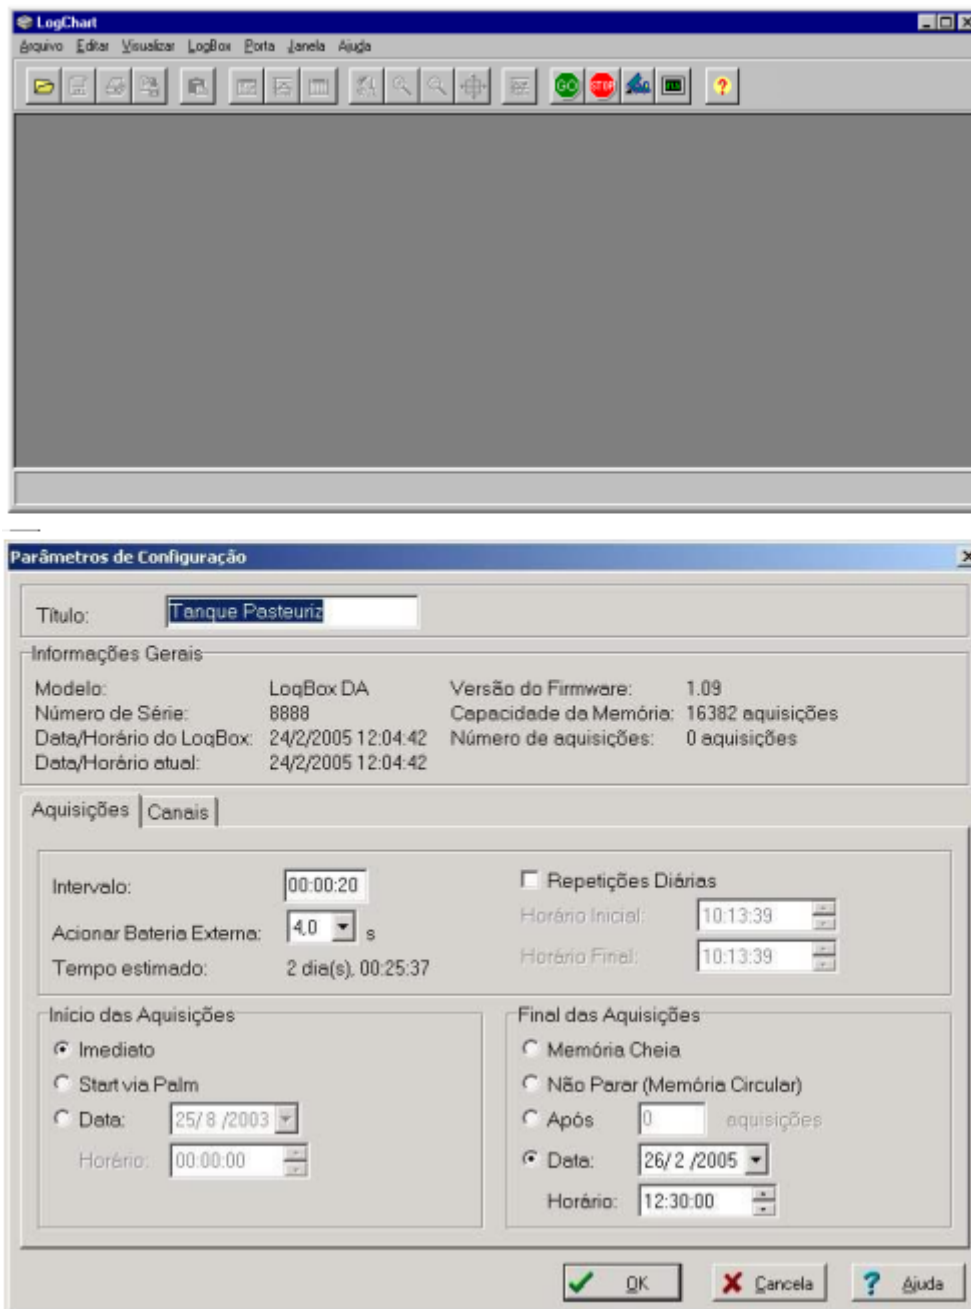 LogChart
Arquivo Editar Visualizar LogBox Porta Janela Ajuda
GO STOP ?
Parâmetros de Configuração
Título: Tanque Pasteuriz
Informações Gerais
Modelo: LogBox DA Versão do Firmware: 1.09
Número de Série: 8888 Capacidade da Memória: 16382 aquisições
Data/Horário do LogBox: 24/2/2005 12:04:42 Número de aquisições: 0 aquisições
Data/Horário atual: 24/2/2005 12:04:42
Aquisições Canais
Intervalo: 00:00:20 Repetições Diárias
Horário Inicial: 10:13:39
Acionar Bateria Externa: 4,0 s
Horário Final: 10:13:39
Tempo estimado: 2 dia(s), 00:25:37
Início das Aquisições
Imediato
Start via Palm
Data: 25/ 8 /2003
Horário: 00:00:00
Final das Aquisições
Memória Cheia
Não Parar (Memória Circular)
Após 0 aquisições
Data: 26/ 2 /2005
Horário: 12:30:00
OK Cancela ? Ajuda